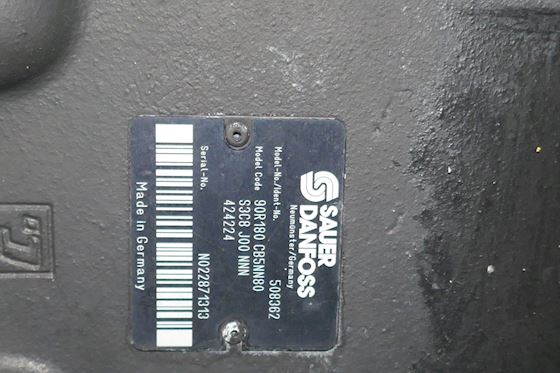 SAUER
DANFOSS
Neumünster/Germany
Model-No./Ident-No. 508362
Model Code 90R180 CB5NN80
S3C8 J00 NNN
424224
Serial-No. N022871313
Made in Germany